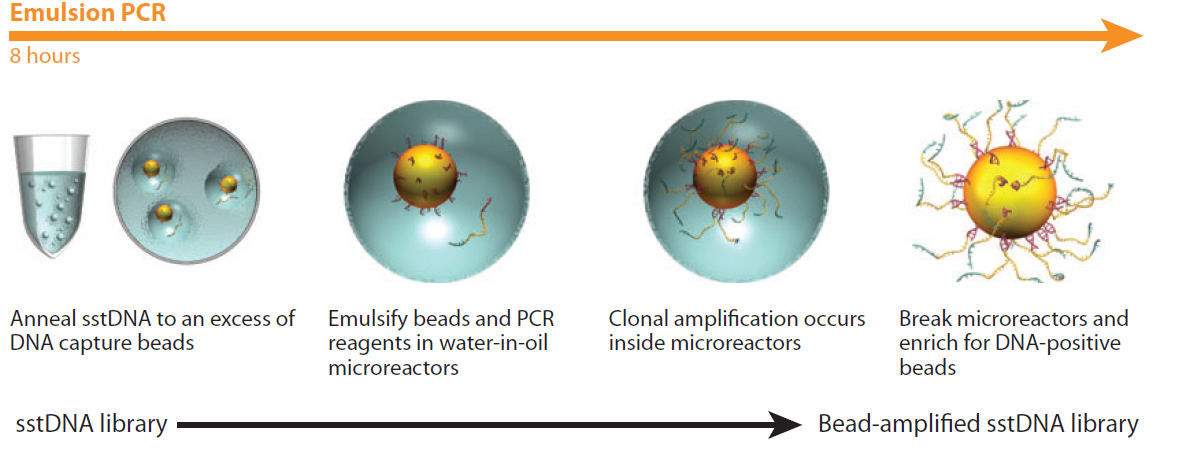 Emulsion PCR
8 hours
Anneal sstDNA to an excess of
DNA capture beads
Emulsify beads and PCR
reagents in water-in-oil
microreactors
Clonal amplification occurs
inside microreactors
Break microreactors and
enrich for DNA-positive
beads
sstDNA library
Bead-amplified sstDNA library